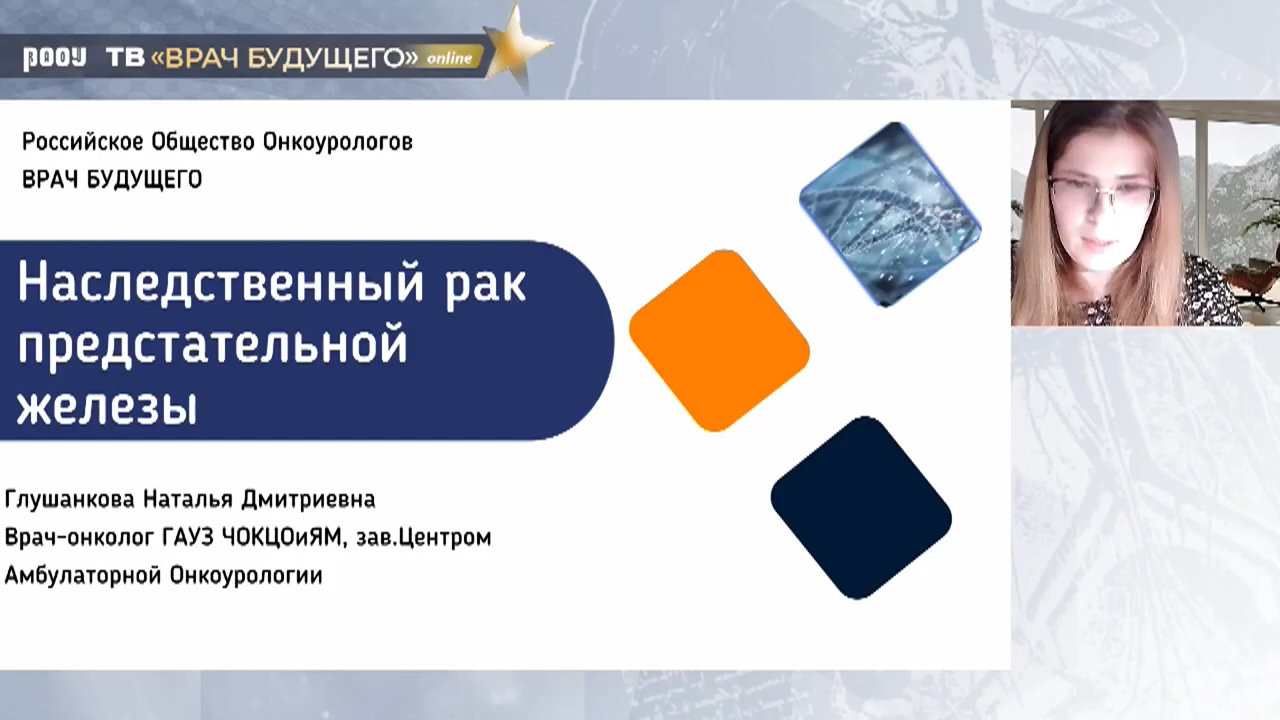 РООУ ТВ «ВРАЧ БУДУЩЕГО» online
Российское Общество Онкоурологов
ВРАЧ БУДУЩЕГО
Наследственный рак
предстательной
железы
Глушанкова Наталья Дмитриевна
Врач-онколог ГАУЗ ЧОКЦОиЯМ, зав.Центром
Амбулаторной Онкоурологии